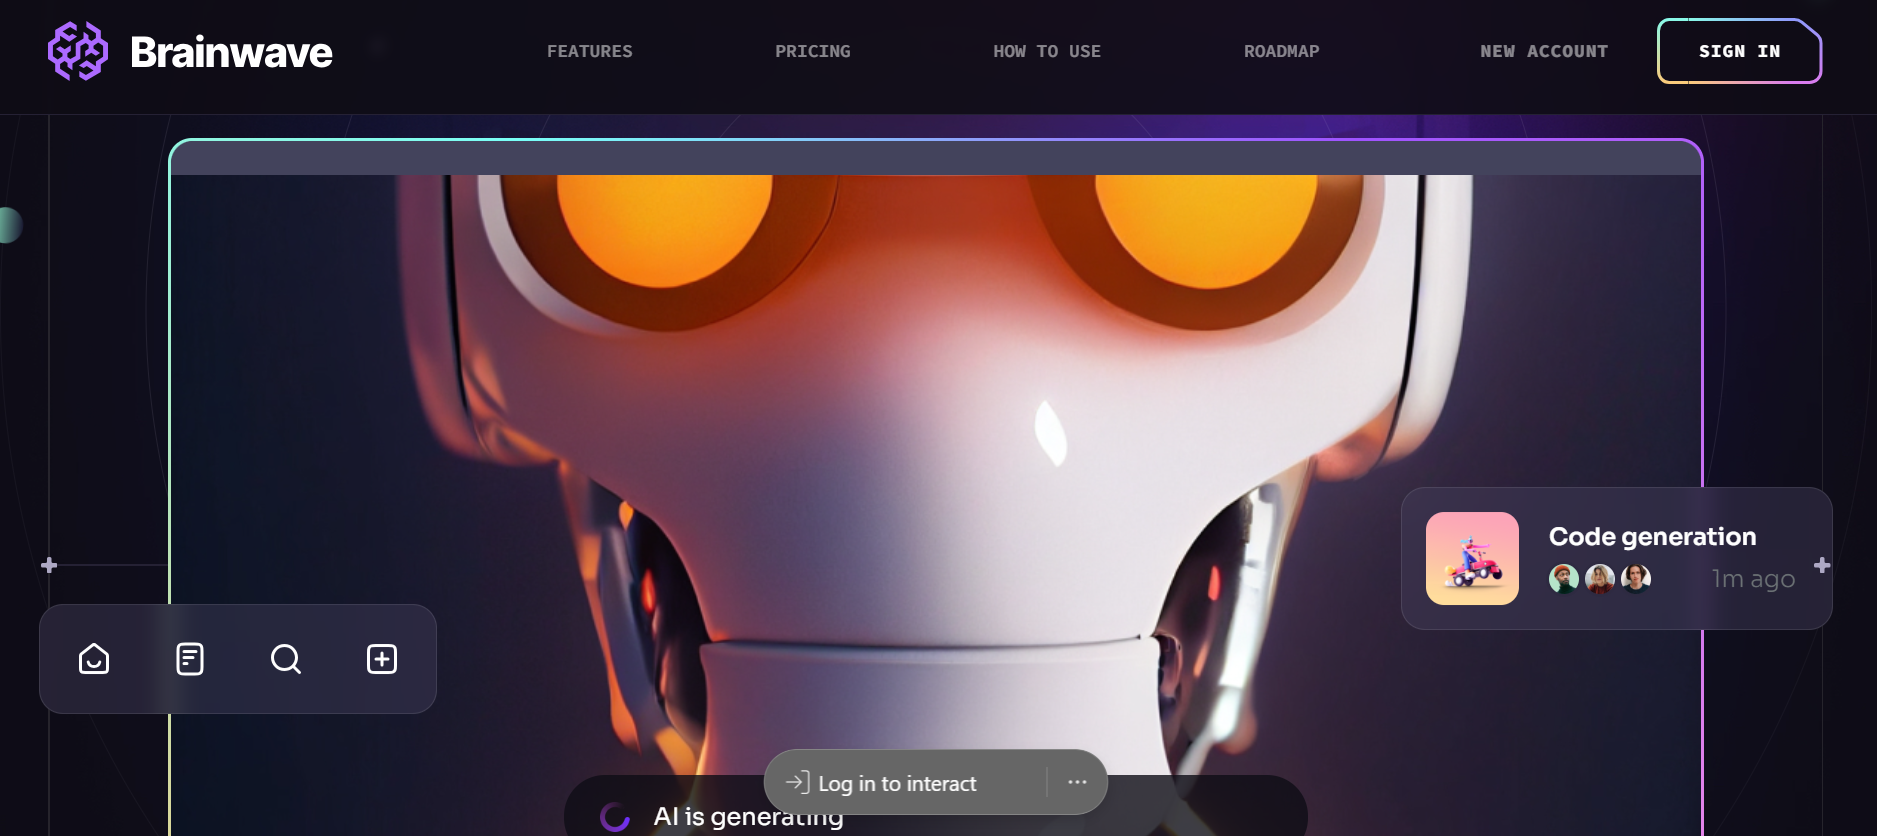 Brainwave
FEATURES
PRICING
HOW TO USE
ROADMAP
NEW ACCOUNT
SIGN IN
Code generation
1m ago
Log in to interact
AI is generating